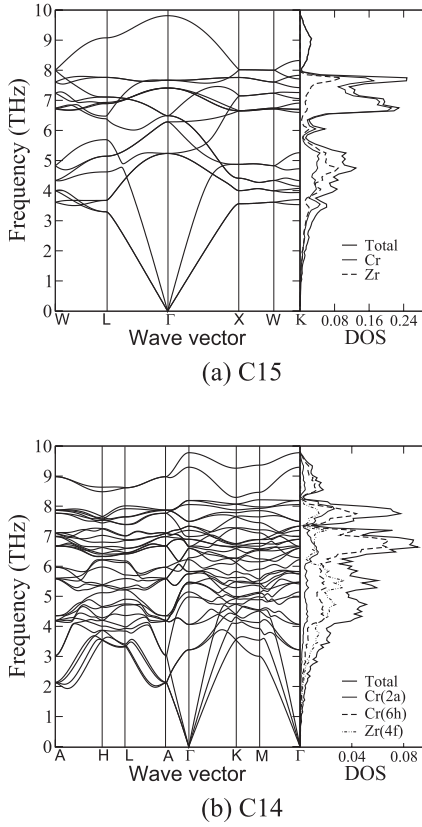 10
9
8
7
6
5
4
3
2
1
0
Frequency (THz)
W L Γ X W K 0.08 0.16 0.24
Wave vector DOS
Total
Cr
Zr
(a) C15
10
9
8
7
6
5
4
3
2
1
0
Frequency (THz)
A H L A Γ K M Γ 0.04 0.08
Wave vector DOS
Total
Cr(2a)
Cr(6h)
Zr(4f)
(b) C14